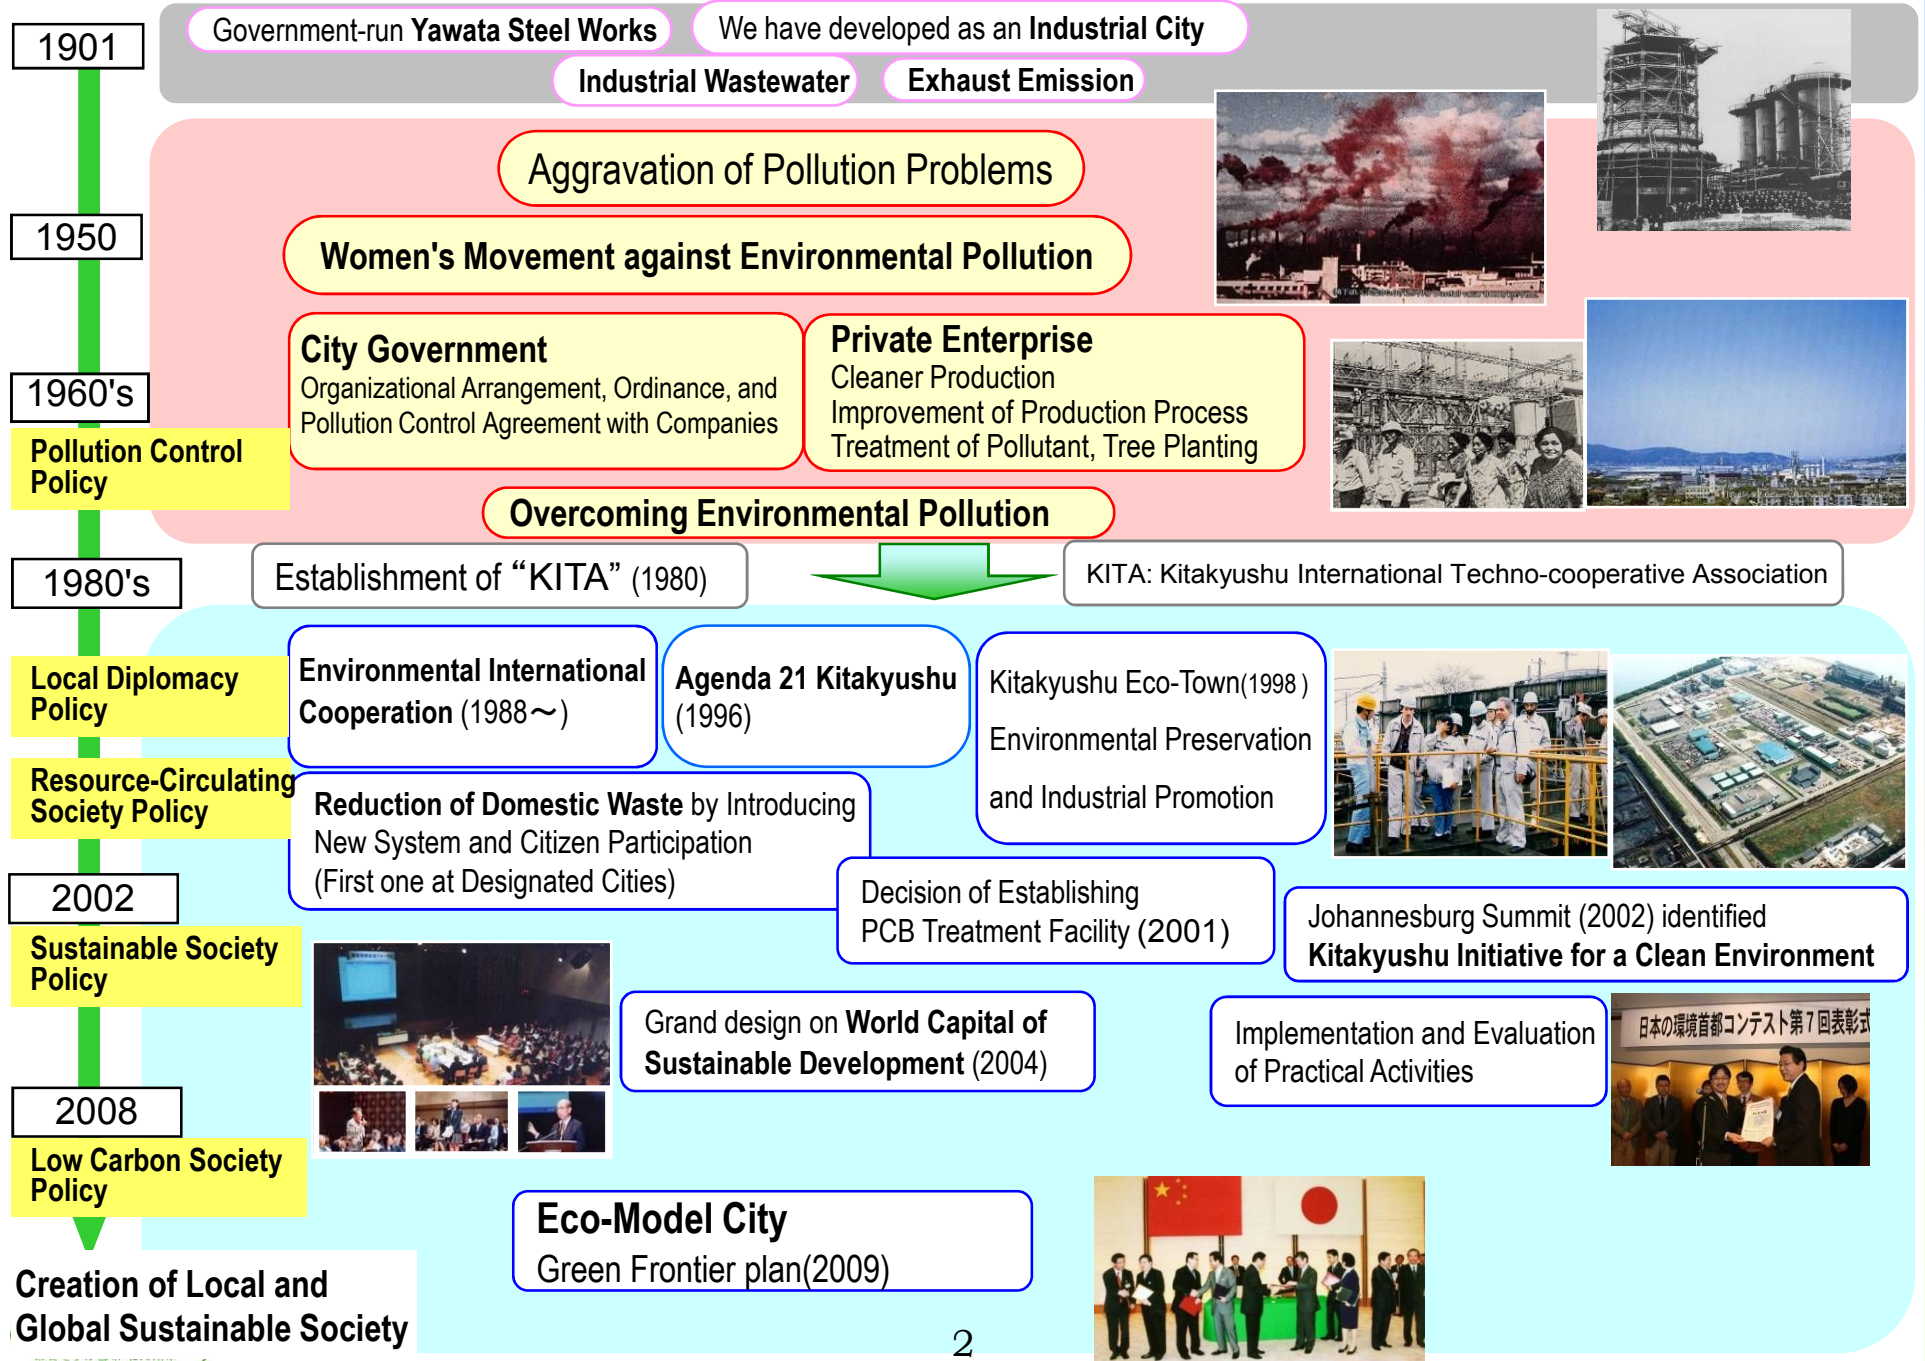 1901
Government-run Yawata Steel Works
We have developed as an Industrial City
Industrial Wastewater
Exhaust Emission
Aggravation of Pollution Problems
1950
Women's Movement against Environmental Pollution
City Government
Organizational Arrangement, Ordinance, and
Pollution Control Agreement with Companies
Private Enterprise
Cleaner Production
Improvement of Production Process
Treatment of Pollutant, Tree Planting
1960's
Pollution Control
Policy
Overcoming Environmental Pollution
1980's
Establishment of “KITA” (1980)
KITA: Kitakyushu International Techno-cooperative Association
Local Diplomacy
Policy
Environmental International
Cooperation (1988～)
Agenda 21 Kitakyushu
(1996)
Kitakyushu Eco-Town(1998 )
Environmental Preservation
and Industrial Promotion
Resource-Circulating
Society Policy
Reduction of Domestic Waste by Introducing
New System and Citizen Participation
(First one at Designated Cities)
2002
Decision of Establishing
PCB Treatment Facility (2001)
Johannesburg Summit (2002) identified
Kitakyushu Initiative for a Clean Environment
Sustainable Society
Policy
Grand design on World Capital of
Sustainable Development (2004)
Implementation and Evaluation
of Practical Activities
日本の環境首都コンテスト第7回表彰式
2008
Low Carbon Society
Policy
Eco-Model City
Green Frontier plan(2009)
Creation of Local and
Global Sustainable Society
2